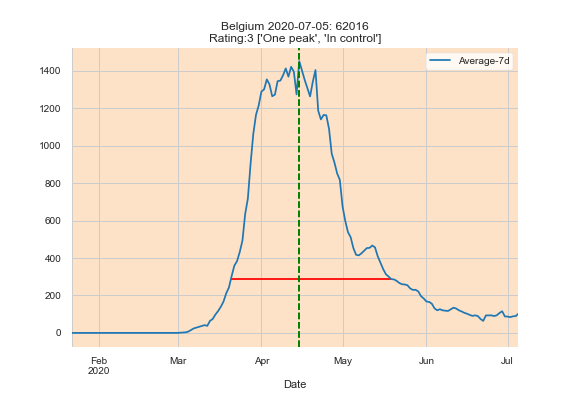 Belgium 2020-07-05: 62016
Rating:3 ['One peak', 'In control']
Average-7d
1400
1200
1000
800
600
400
200
0
Feb
2020
Mar
Apr
May
Jun
Jul
Date